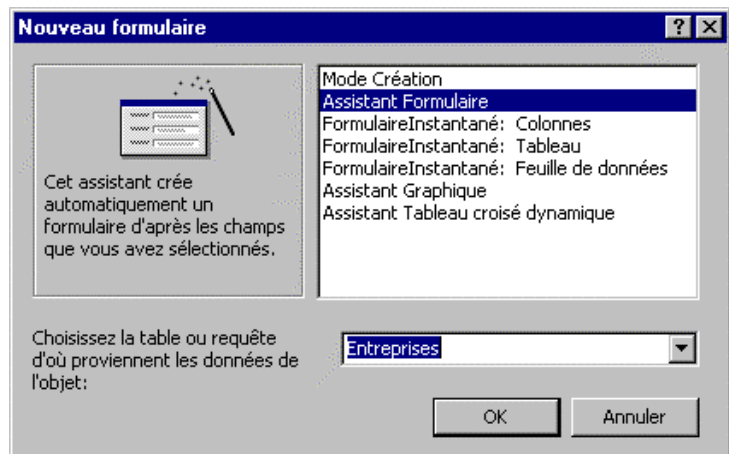 Nouveau formulaire
Mode Création
Assistant Formulaire
FormulaireInstantané: Colonnes
FormulaireInstantané: Tableau
FormulaireInstantané: Feuille de données
Assistant Graphique
Assistant Tableau croisé dynamique
Cet assistant crée
automatiquement un
formulaire d'après les champs
que vous avez sélectionnés.
Choisissez la table ou requête
d'où proviennent les données de
l'objet:
Entreprises
OK
Annuler